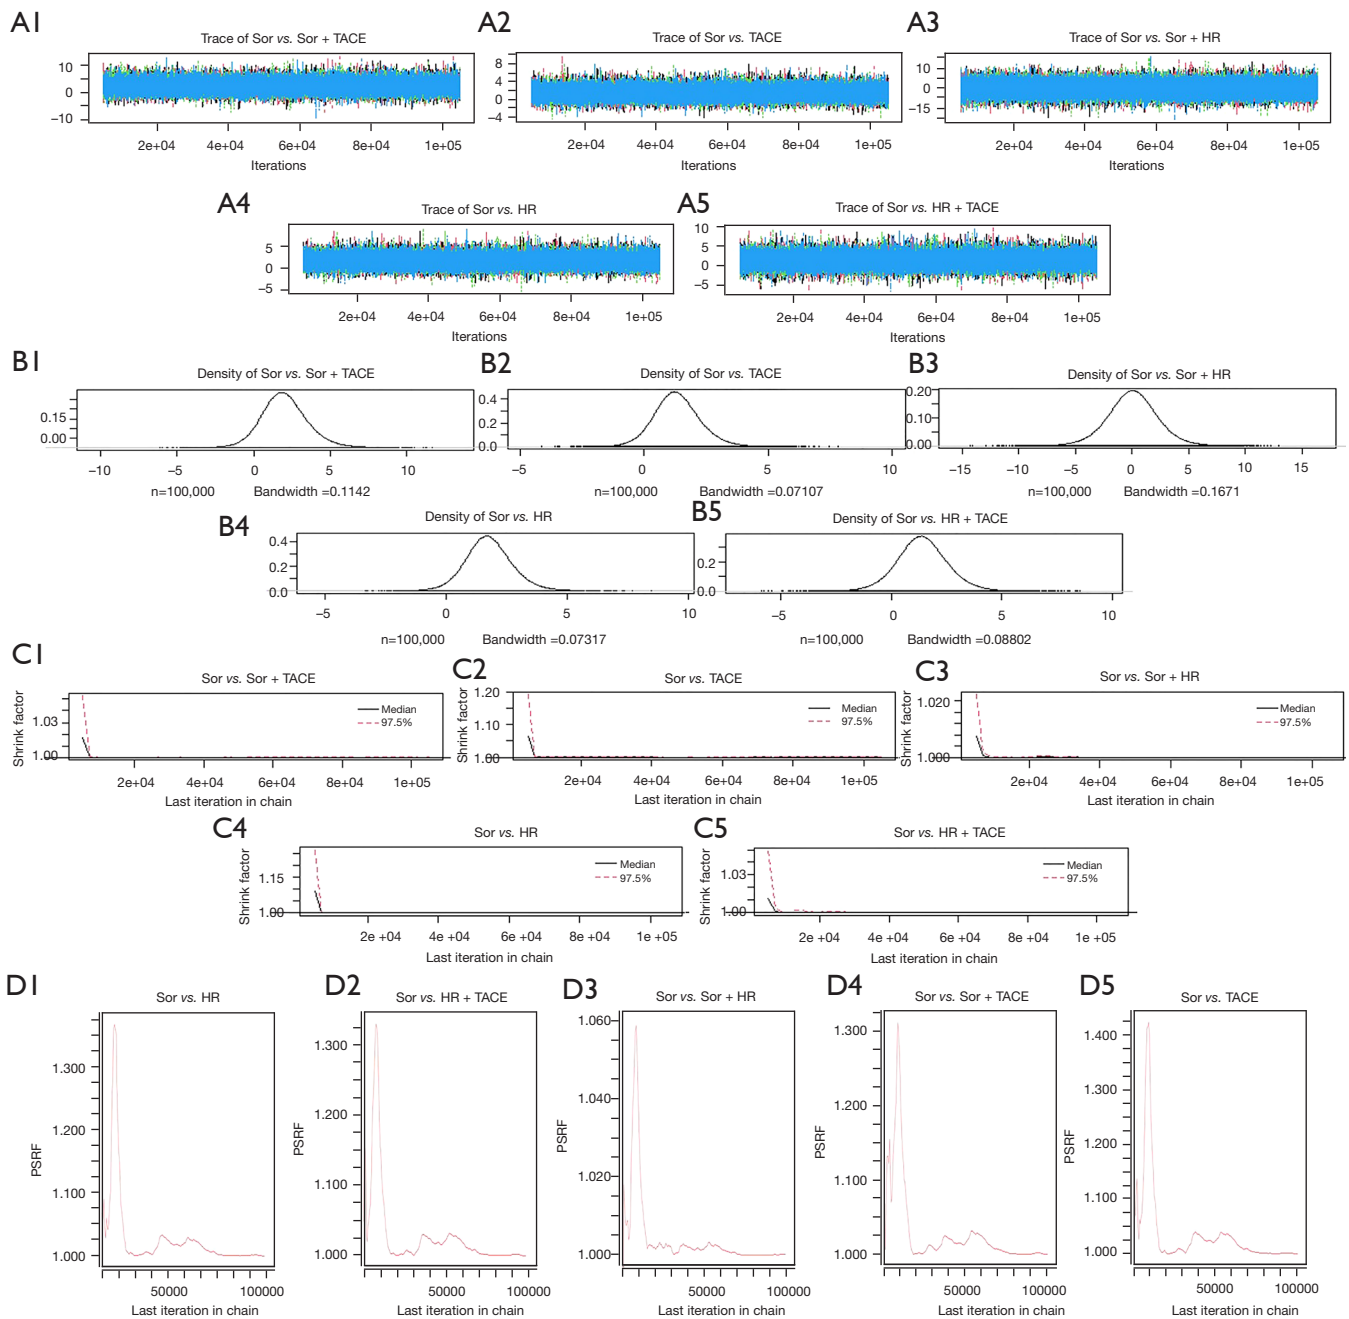 A1 A2 A3
Trace of Sor vs. Sor + TACE
10
0
−10
2e+04 4e+04 6e+04 8e+04 1e+05
Iterations
Trace of Sor vs. TACE
8
4
0
−4
2e+04 4e+04 6e+04 8e+04 1e+05
Iterations
Trace of Sor vs. Sor + HR
10
0
−15
2e+04 4e+04 6e+04 8e+04 1e+05
Iterations
A4 A5
Trace of Sor vs. HR
5
0
−5
2e+04 4e+04 6e+04 8e+04 1e+05
Iterations
Trace of Sor vs. HR + TACE
10
5
0
−5
2e+04 4e+04 6e+04 8e+04 1e+05
Iterations
B1 B2 B3
Density of Sor vs. Sor + TACE
0.15
0.00
−10 −5 0 5 10
n=100,000 Bandwidth =0.1142
Density of Sor vs. TACE
0.4
0.2
0.0
−5 0 5 10
n=100,000 Bandwidth =0.07107
Density of Sor vs. Sor + HR
0.20
0.10
0.00
−15 −10 −5 0 5 10 15
n=100,000 Bandwidth =0.1671
B4 B5
Density of Sor vs. HR
0.4
0.2
0.0
−5 0 5 10
n=100,000 Bandwidth =0.07317
Density of Sor vs. HR + TACE
0.2
0.0
−5 0 5 10
n=100,000 Bandwidth =0.08802
C1 C2 C3
Sor vs. Sor + TACE
Shrink factor
1.03
1.00
Median
97.5%
2e+04 4e+04 6e+04 8e+04 1e+05
Last iteration in chain
Sor vs. TACE
Shrink factor
1.20
1.10
1.00
Median
97.5%
2e+04 4e+04 6e+04 8e+04 1e+05
Last iteration in chain
Sor vs. Sor + HR
Shrink factor
1.020
1.000
Median
97.5%
2e+04 4e+04 6e+04 8e+04 1e+05
Last iteration in chain
C4 C5
Sor vs. HR
Shrink factor
1.15
1.00
Median
97.5%
2e +04 4e +04 6e +04 8e +04 1e +05
Last iteration in chain
Sor vs. HR + TACE
Shrink factor
1.03
1.00
Median
97.5%
2e +04 4e +04 6e +04 8e +04 1e +05
Last iteration in chain
D1 D2 D3 D4 D5
Sor vs. HR
PSRF
1.300
1.200
1.100
1.000
50000 100000
Last iteration in chain
Sor vs. HR + TACE
PSRF
1.300
1.200
1.100
1.000
50000 100000
Last iteration in chain
Sor vs. Sor + HR
PSRF
1.060
1.040
1.020
1.000
50000 100000
Last iteration in chain
Sor vs. Sor + TACE
PSRF
1.300
1.200
1.100
1.000
50000 100000
Last iteration in chain
Sor vs. TACE
PSRF
1.400
1.300
1.200
1.100
1.000
50000 100000
Last iteration in chain